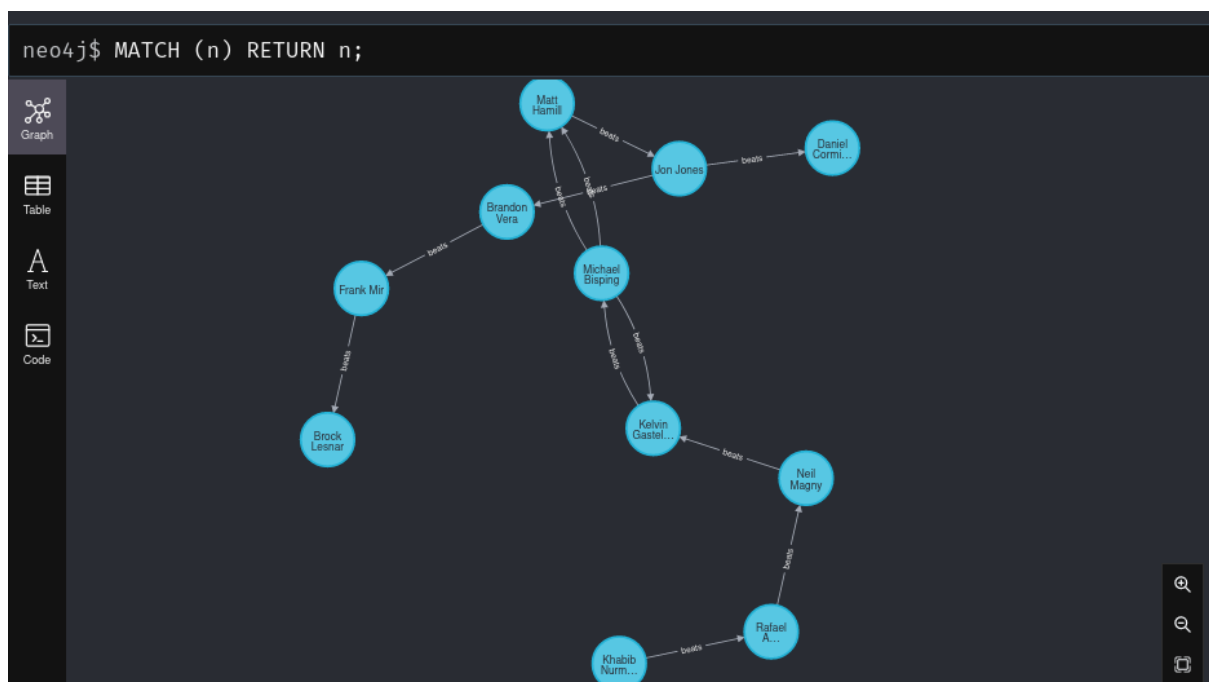 neo4j$ MATCH (n) RETURN n;
Graph
Table
Text
Code
Matt
Hamill
beats
Jon Jones
beats
Daniel
Cormi...
beats
beats
beats
Brandon
Vera
beats
Michael
Bisping
Frank Mir
beats
beats
beats
Brock
Lesnar
Kelvin
Gastel...
beats
Neil
Magny
beats
Rafael
A...
beats
Khabib
Nurm...